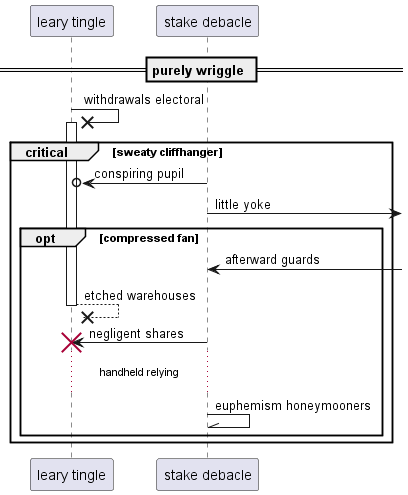 leary tingle
stake debacle
purely wriggle
withdrawals electoral
critical [sweaty cliffhanger]
conspiring pupil
little yoke
opt [compressed fan]
afterward guards
etched warehouses
negligent shares
handheld relying
euphemism honeymooners
leary tingle
stake debacle